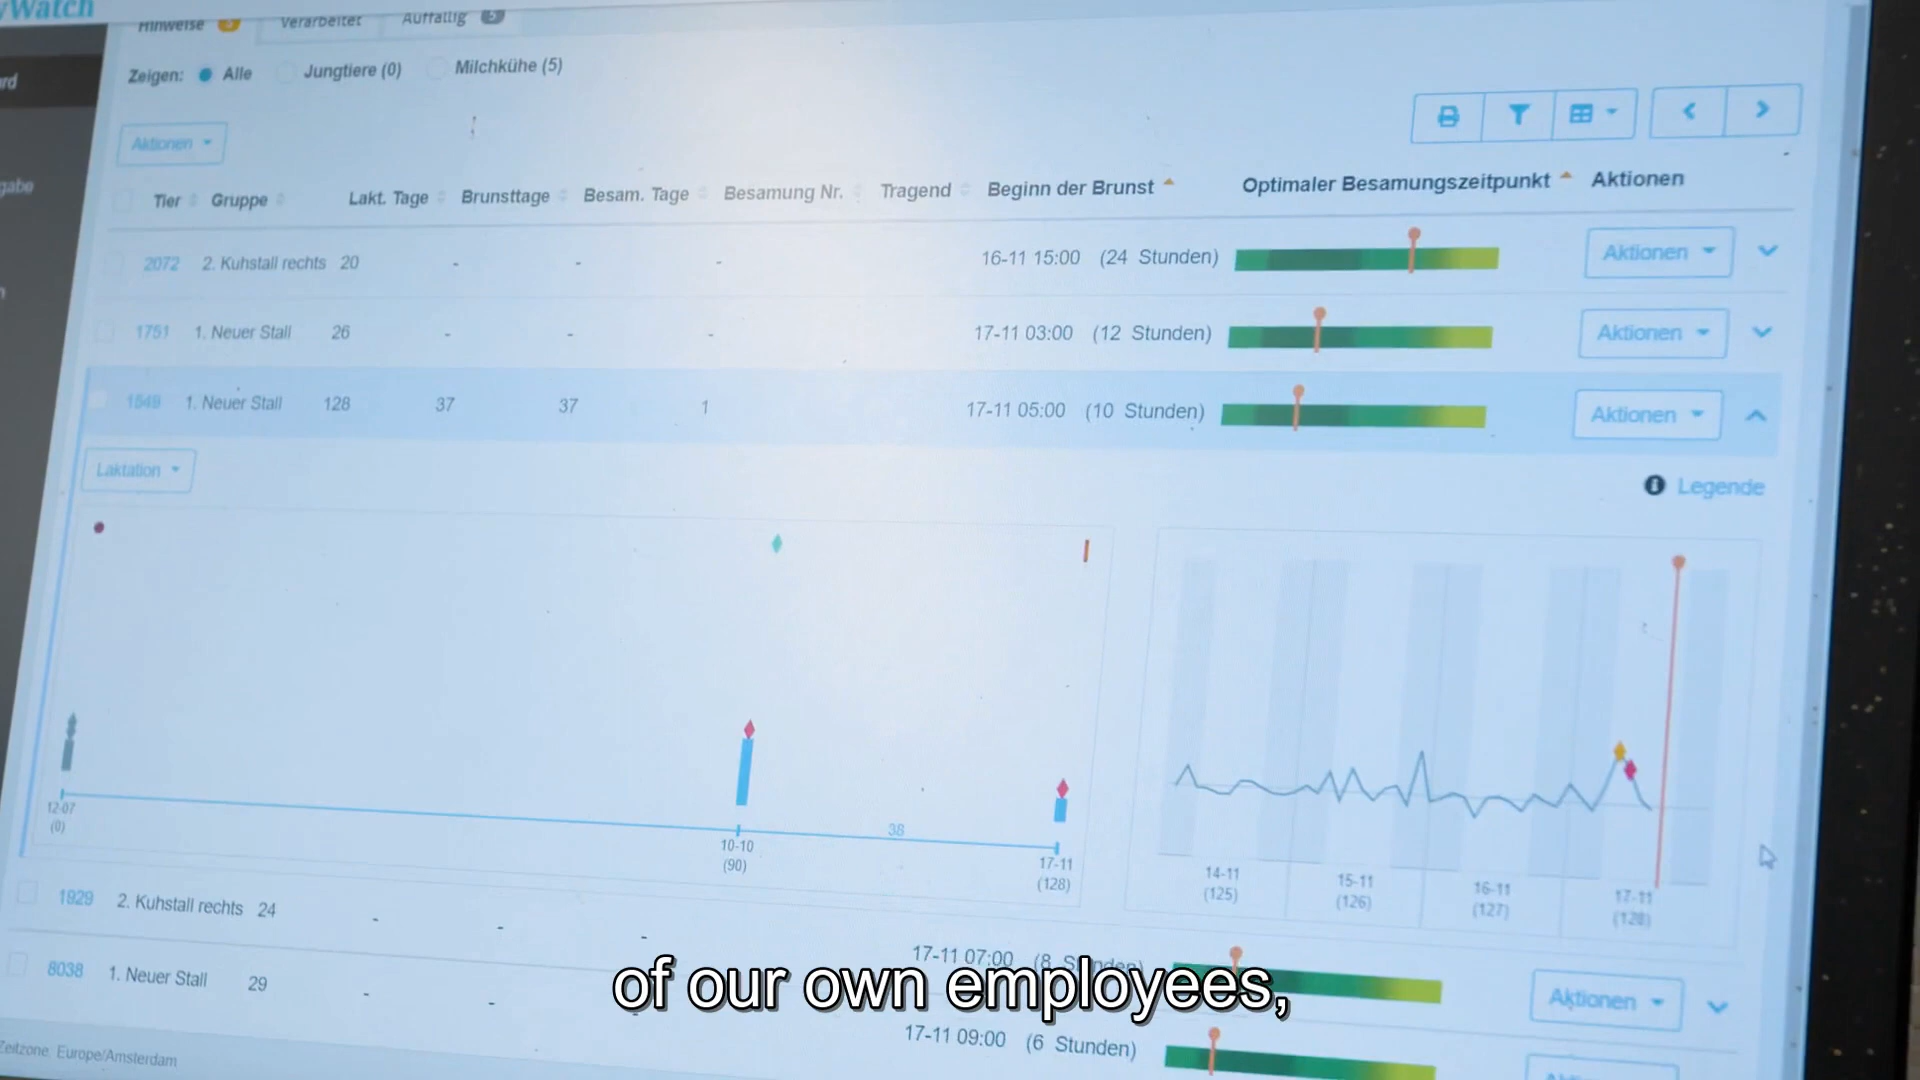 Watch
Hinweise 5 Verarbeitet Auffällig 5
Zeigen: Alle Jungtiere (0) Milchkühe (5)
Aktionen
Tier Gruppe Lakt. Tage Brunsttage Besam. Tage Besamung Nr. Tragend Beginn der Brunst Optimaler Besamungszeitpunkt Aktionen
2072 2. Kuhstall rechts 20 - - - 16-11 15:00 (24 Stunden) Aktionen
1751 1. Neuer Stall 26 - - - 17-11 03:00 (12 Stunden) Aktionen
1549 1. Neuer Stall 128 37 37 1 17-11 05:00 (10 Stunden) Aktionen
Laktation
Legende
38
12-07 10-10 17-11
(0) (90) (128)
14-11 15-11 16-11 17-11
(125) (126) (127) (128)
1929 2. Kuhstall rechts 24 - - - 17-11 07:00 (8 Stunden) Aktionen
8038 1. Neuer Stall 29 - - - 17-11 09:00 (6 Stunden)
of our own employees,
Zeitzone: Europe/Amsterdam